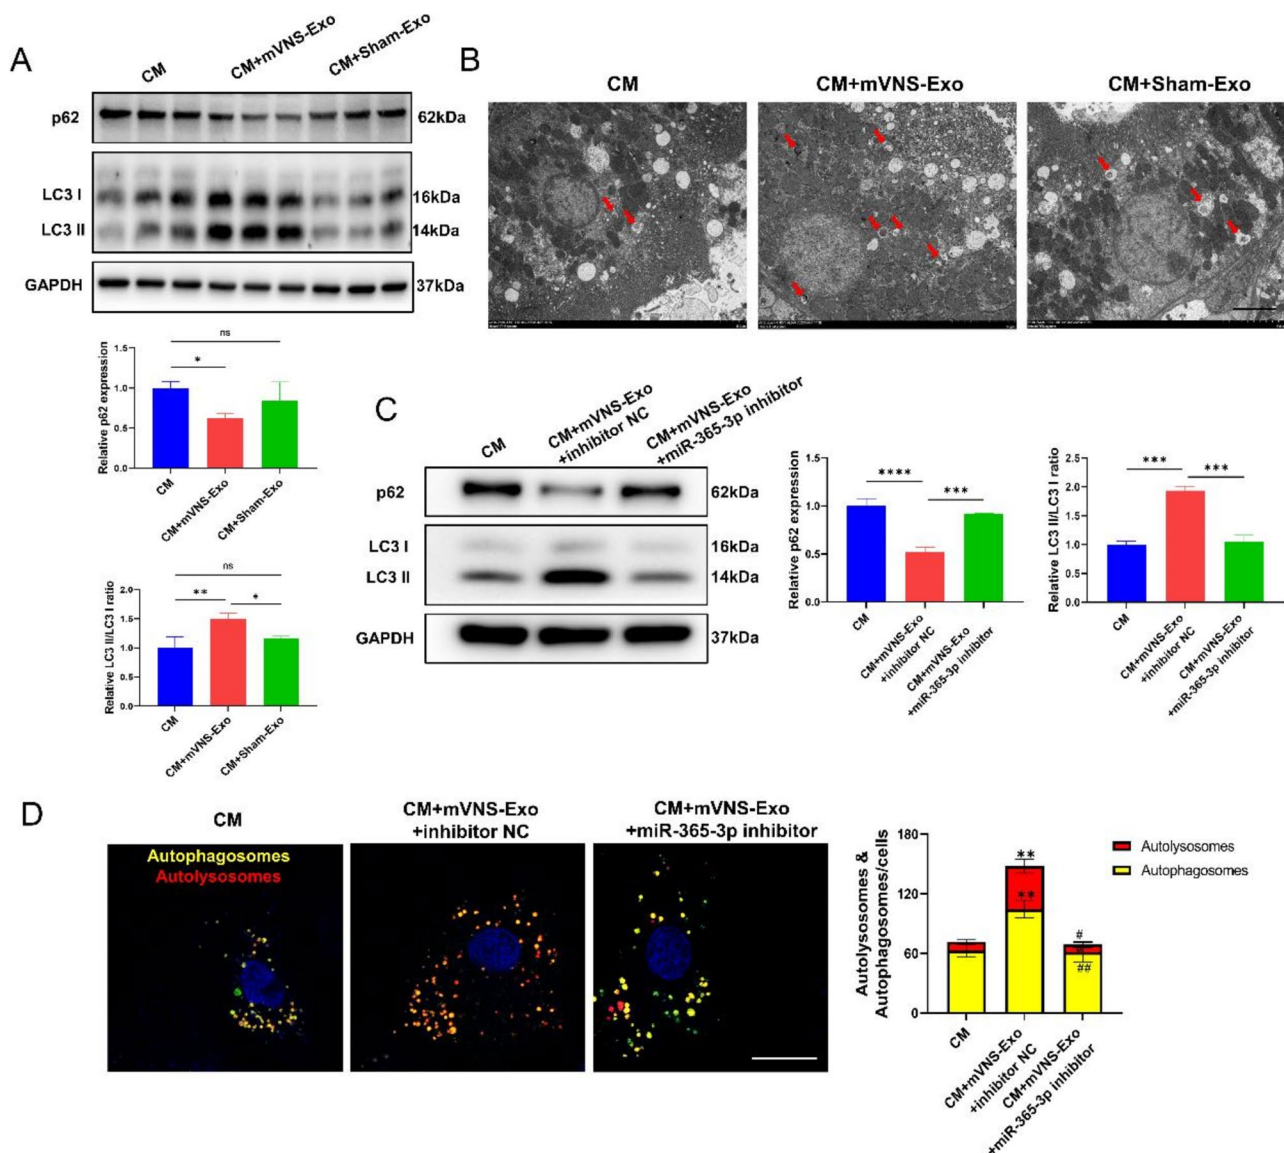 A
CM
CM+mVNS-Exo
CM+Sham-Exo
p62
62kDa
LC3 I
16kDa
LC3 II
14kDa
GAPDH
37kDa
ns
*
Relative p62 expression
1.5
1.0
0.5
0.0
CM
CM+mVNS-Exo
CM+Sham-Exo
ns
**
*
Relative LC3 II/LC3 I ratio
2.0
1.5
1.0
0.5
0.0
CM
CM+mVNS-Exo
CM+Sham-Exo
B
CM
CM+mVNS-Exo
CM+Sham-Exo
C
CM
CM+mVNS-Exo
+inhibitor NC
CM+mVNS-Exo
+miR-365-3p inhibitor
p62
62kDa
LC3 I
16kDa
LC3 II
14kDa
GAPDH
37kDa
****
***
Relative p62 expression
1.5
1.0
0.5
0.0
CM
CM+mVNS-Exo
+inhibitor NC
CM+mVNS-Exo
+miR-365-3p inhibitor
***
***
Relative LC3 II/LC3 I ratio
2.5
2.0
1.5
1.0
0.5
0.0
CM
CM+mVNS-Exo
+inhibitor NC
CM+mVNS-Exo
+miR-365-3p inhibitor
D
CM
CM+mVNS-Exo
+inhibitor NC
CM+mVNS-Exo
+miR-365-3p inhibitor
Autophagosomes
Autolysosomes
Autolysosomes &
Autophagosomes/cells
180
120
60
0
**
**
#
##
Autolysosomes
Autophagosomes
CM
CM+mVNS-Exo
+inhibitor NC
CM+mVNS-Exo
+miR-365-3p inhibitor